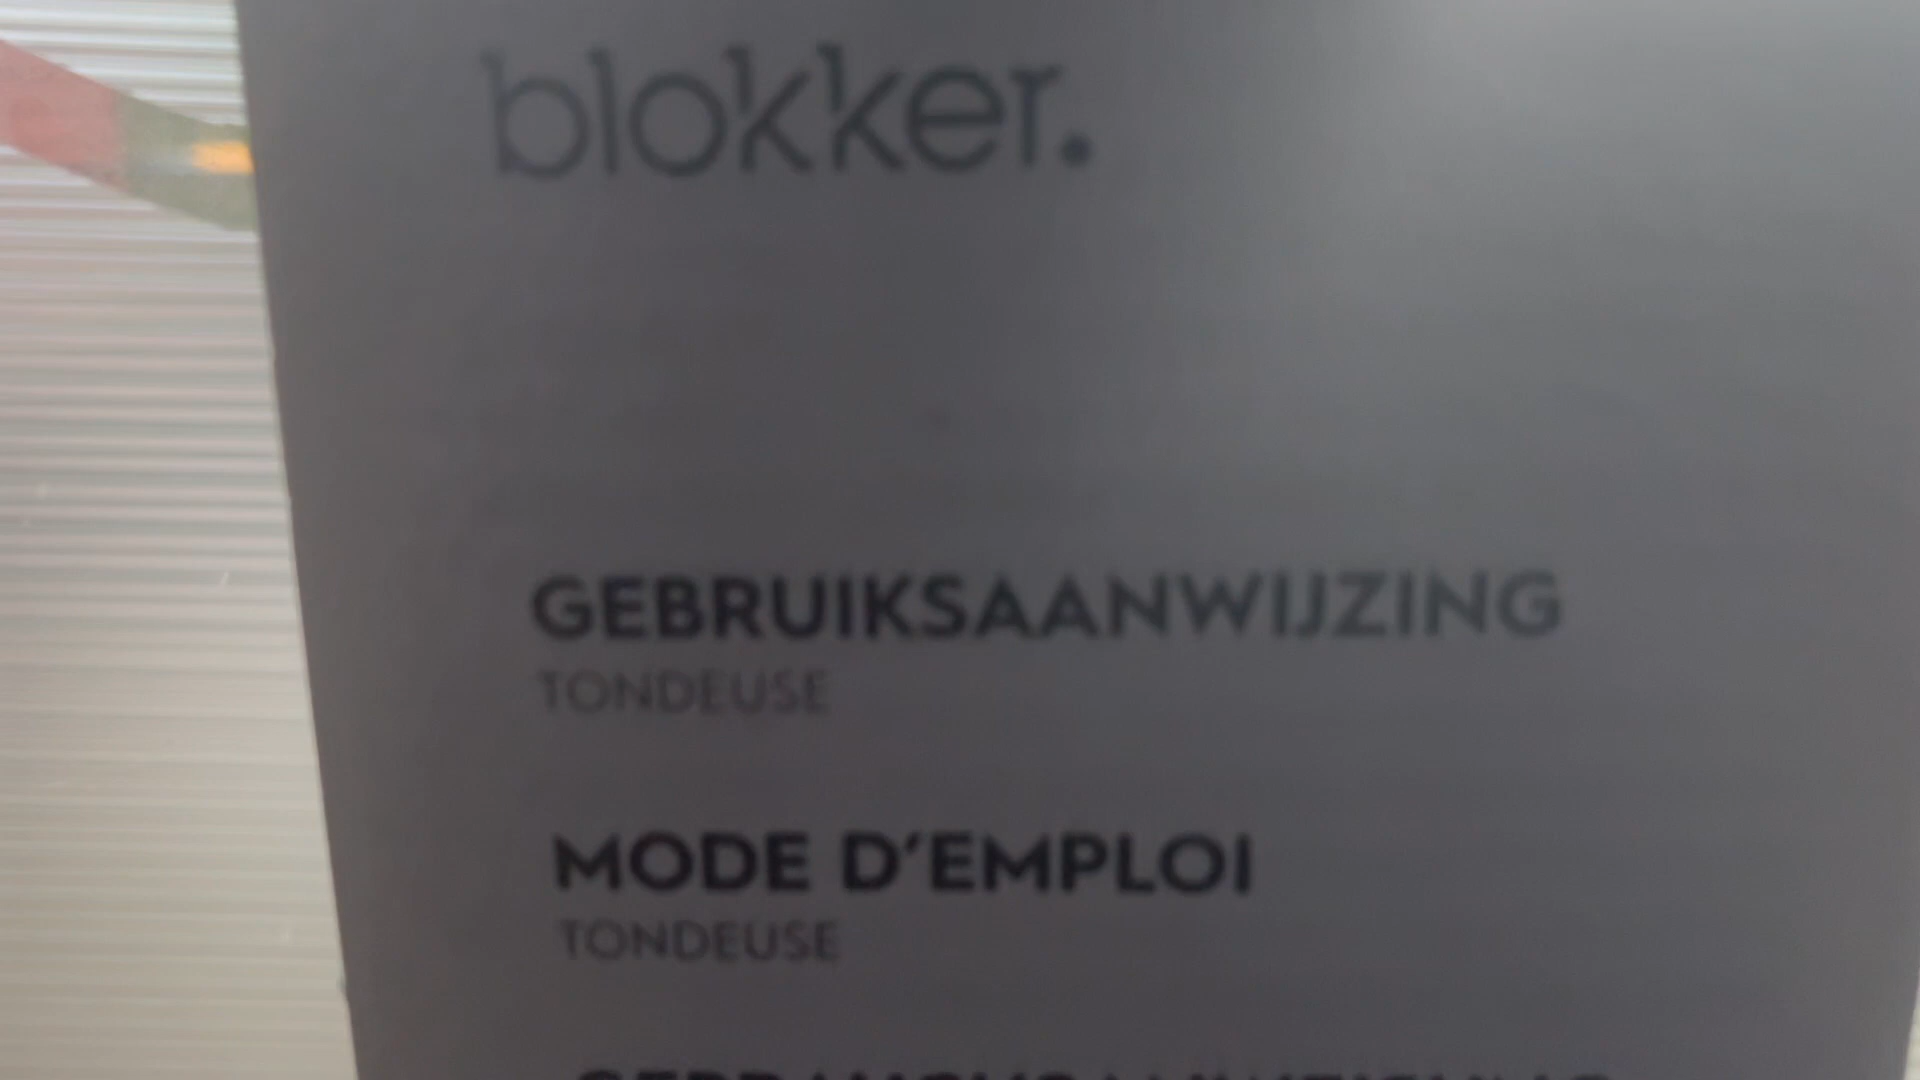 blokker.
GEBRUIKSAANWIJZING
TONDEUSE
MODE D'EMPLOI
TONDEUSE